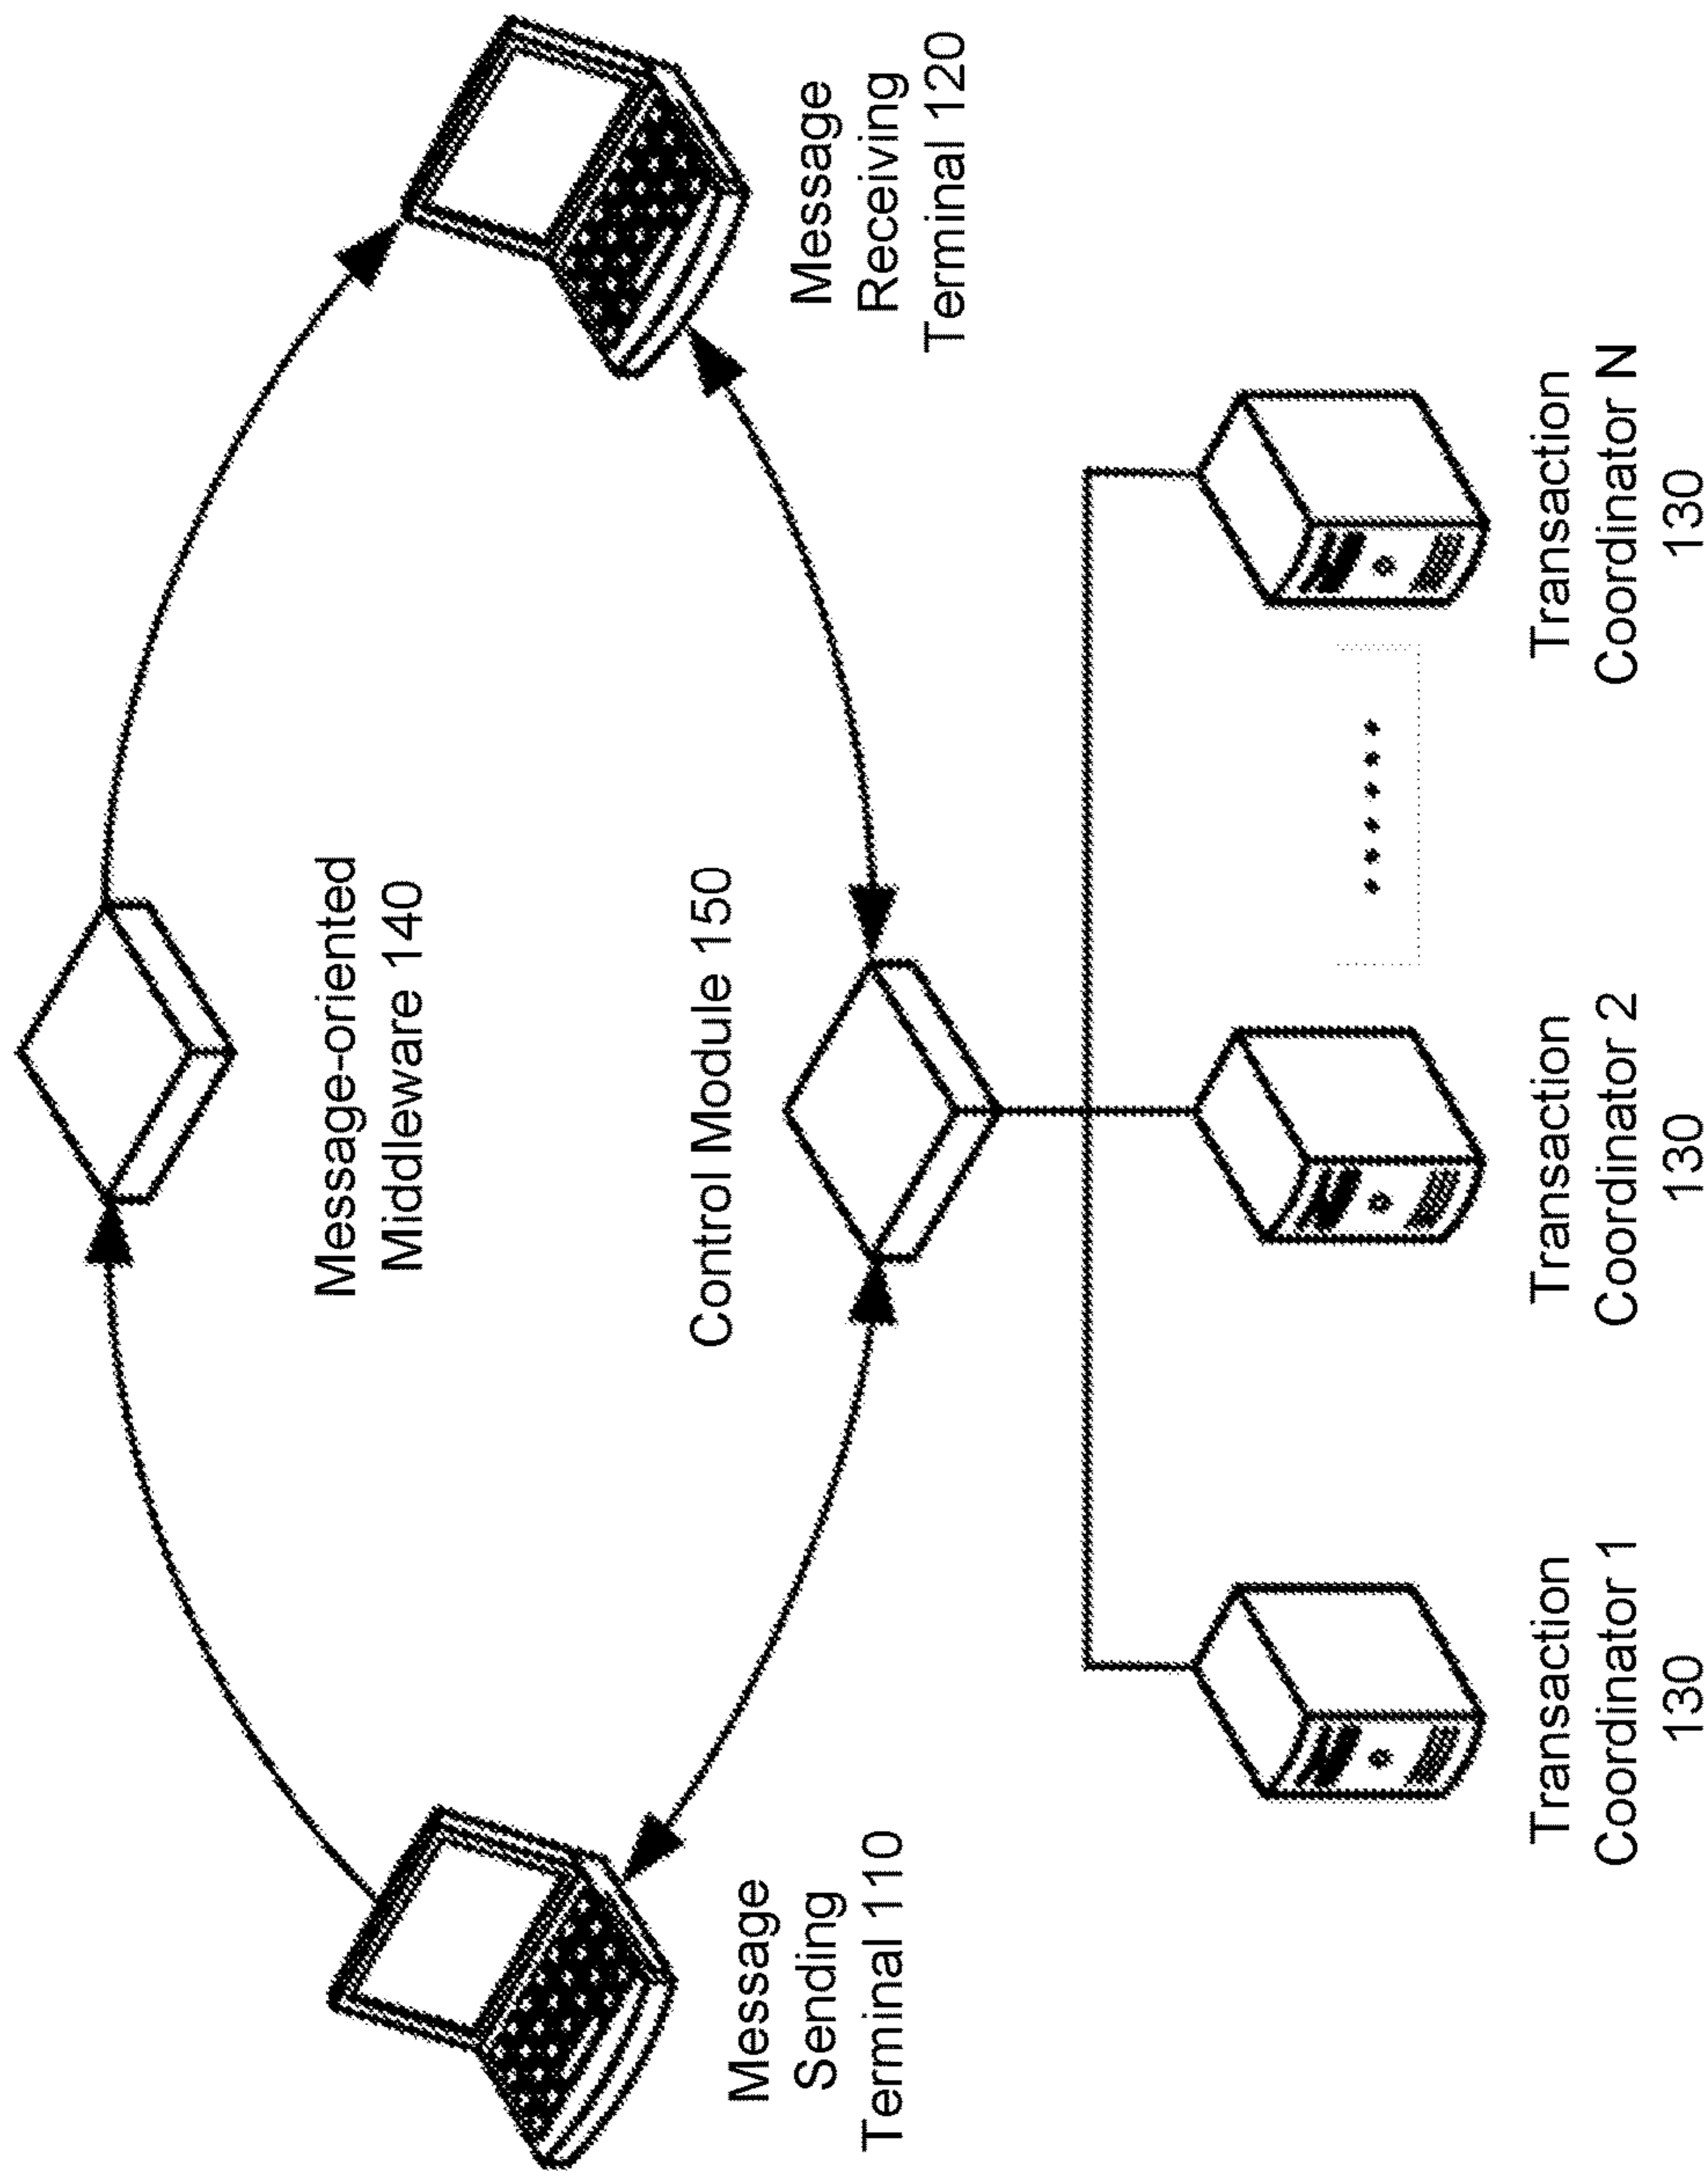 Message-oriented
Middleware 140
Message
Sending
Terminal 110
Control Module 150
Message
Receiving
Terminal 120
Transaction
Coordinator 1
130
Transaction
Coordinator 2
130
Transaction
Coordinator N
130